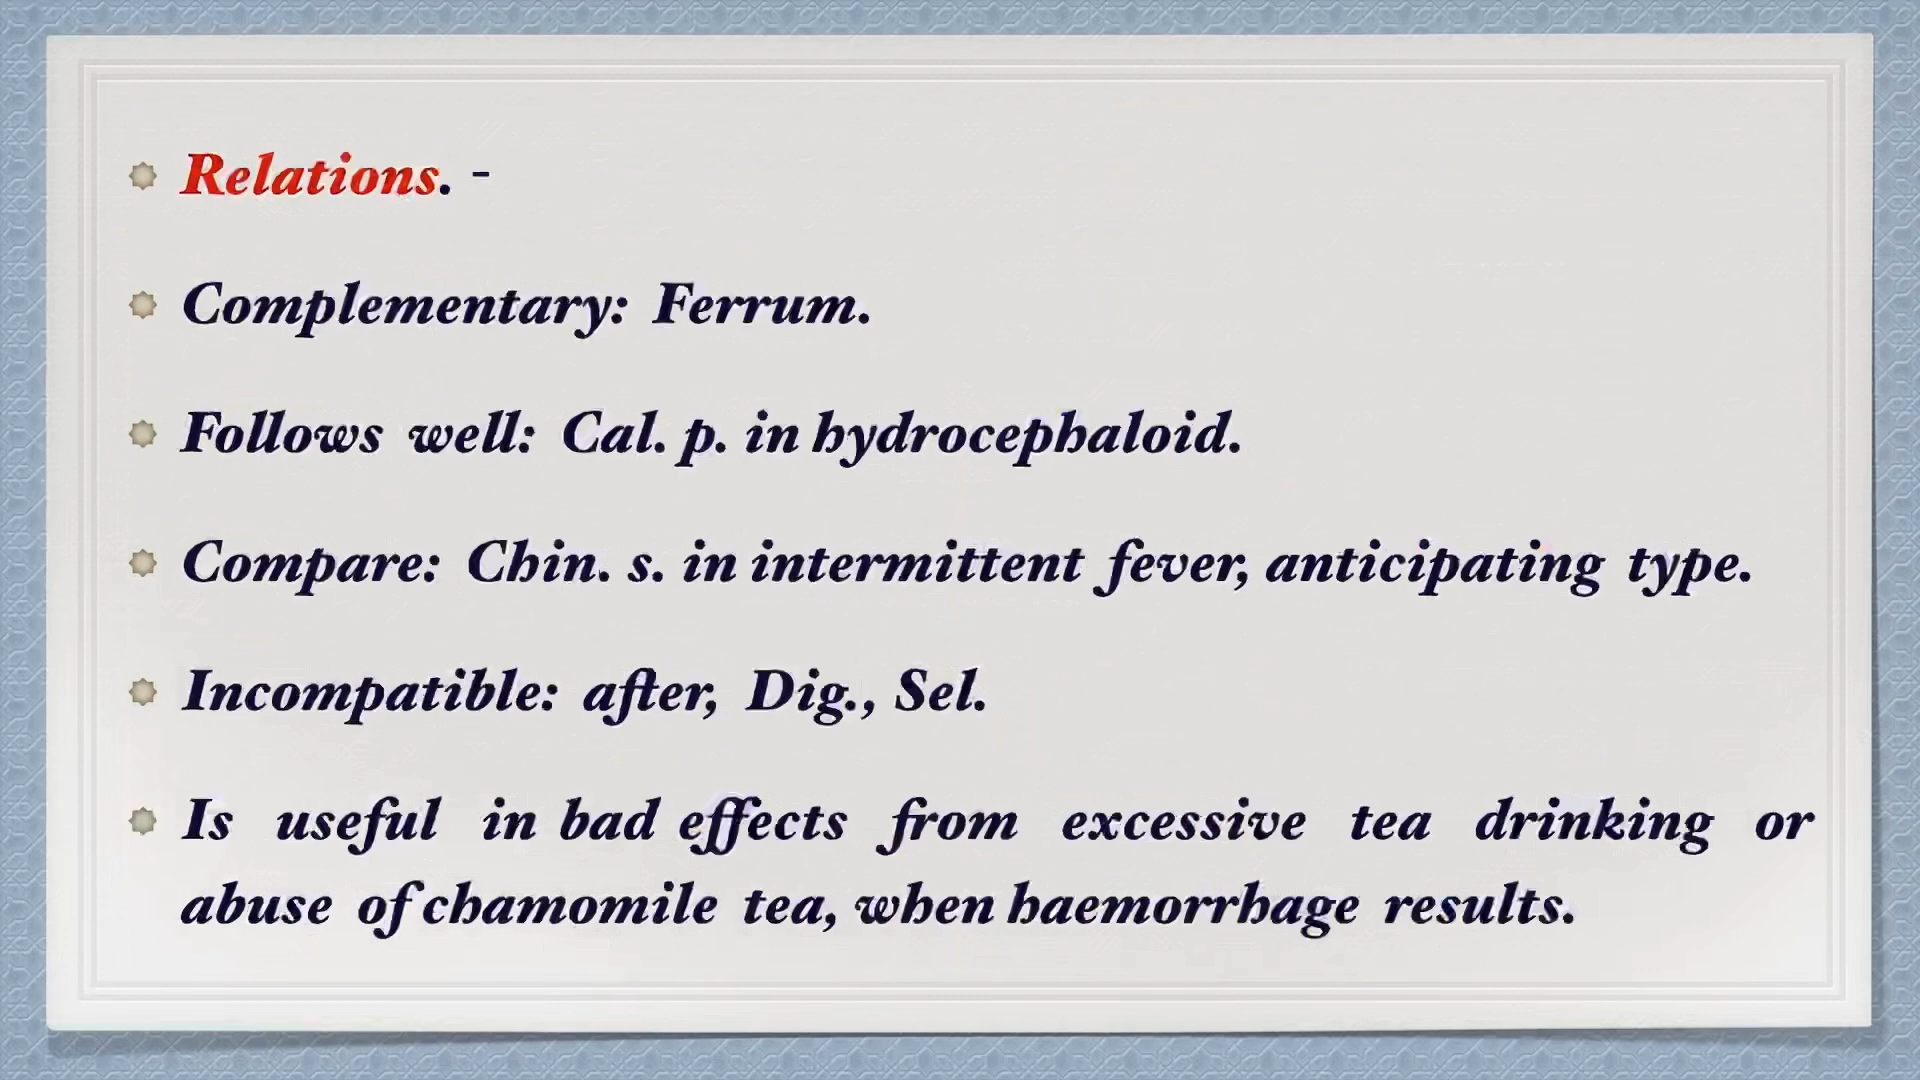 Relations. -
Complementary: Ferrum.
Follows well: Cal. p. in hydrocephaloid.
Compare: Chin. s. in intermittent fever, anticipating type.
Incompatible: after, Dig., Sel.
Is useful in bad effects from excessive tea drinking or
abuse of chamomile tea, when haemorrhage results.